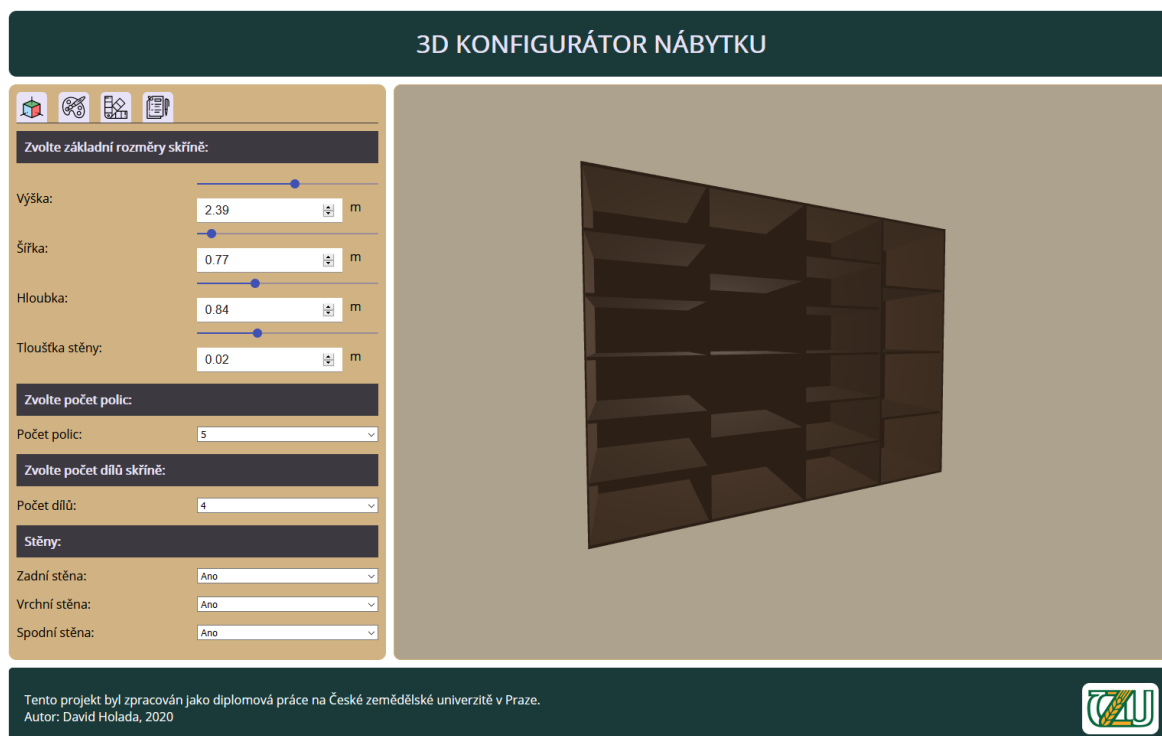 3D KONFIGURÁTOR NÁBYTKU
Zvolte základní rozměry skříně:
Výška:
2.39
m
Šířka:
0.77
m
Hloubka:
0.84
m
Tloušťka stěny:
0.02
m
Zvolte počet polic:
Počet polic:
5
Zvolte počet dílů skříně:
Počet dílů:
4
Stěny:
Zadní stěna:
Ano
Vrchní stěna:
Ano
Spodní stěna:
Ano
Tento projekt byl zpracován jako diplomová práce na České zemědělské univerzitě v Praze.
Autor: David Holada, 2020
CZU